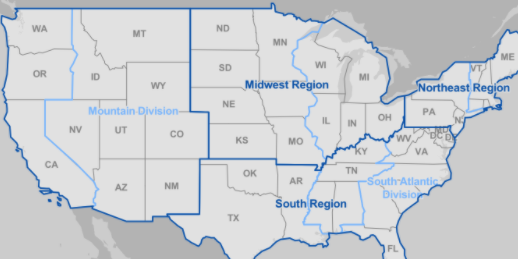 WA
MT
ND
MN
ME
VT
OR
ID
WY
SD
WI
MI
Midwest Region
Northeast Region
Mountain Division
NE
PA
NV
UT
CO
KS
MO
IL
IN
OH
WV
VA
DC
KY
CA
AZ
NM
OK
AR
TN
South Atlantic
Division
South Region
TX
FL